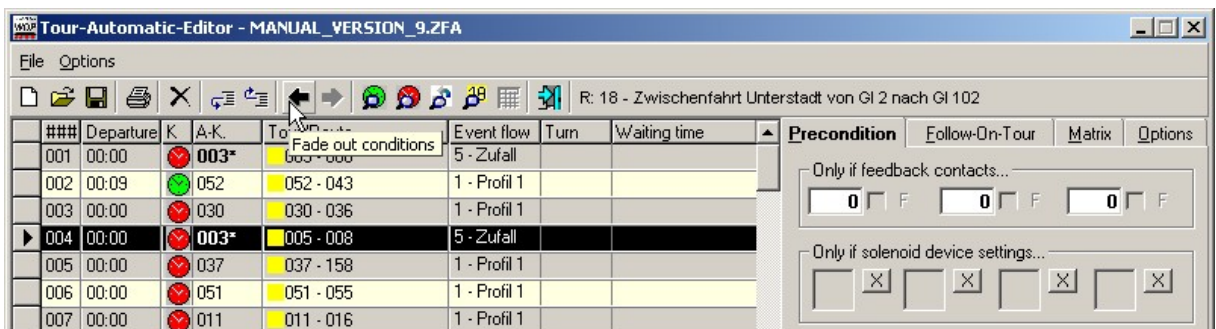 Tour-Automatic-Editor - MANUAL_VERSION_9.ZFA
File Options
R: 18 - Zwischenfahrt Unterstadt von Gl 2 nach Gl 102
### Departure K A-K. Event flow Turn Waiting time
Fade out conditions
001 00:00 003* 5 - Zufall
002 00:09 052 052 - 043 1 - Profil 1
003 00:00 030 030 - 036 1 - Profil 1
004 00:00 003* 005 - 008 5 - Zufall
005 00:00 037 037 - 158 1 - Profil 1
006 00:00 051 051 - 055 1 - Profil 1
007 00:00 011 011 - 016 1 - Profil 1
Precondition Follow-On-Tour Matrix Options
Only if feedback contacts...
0 F 0 F 0 F
Only if solenoid device settings...
X X X X